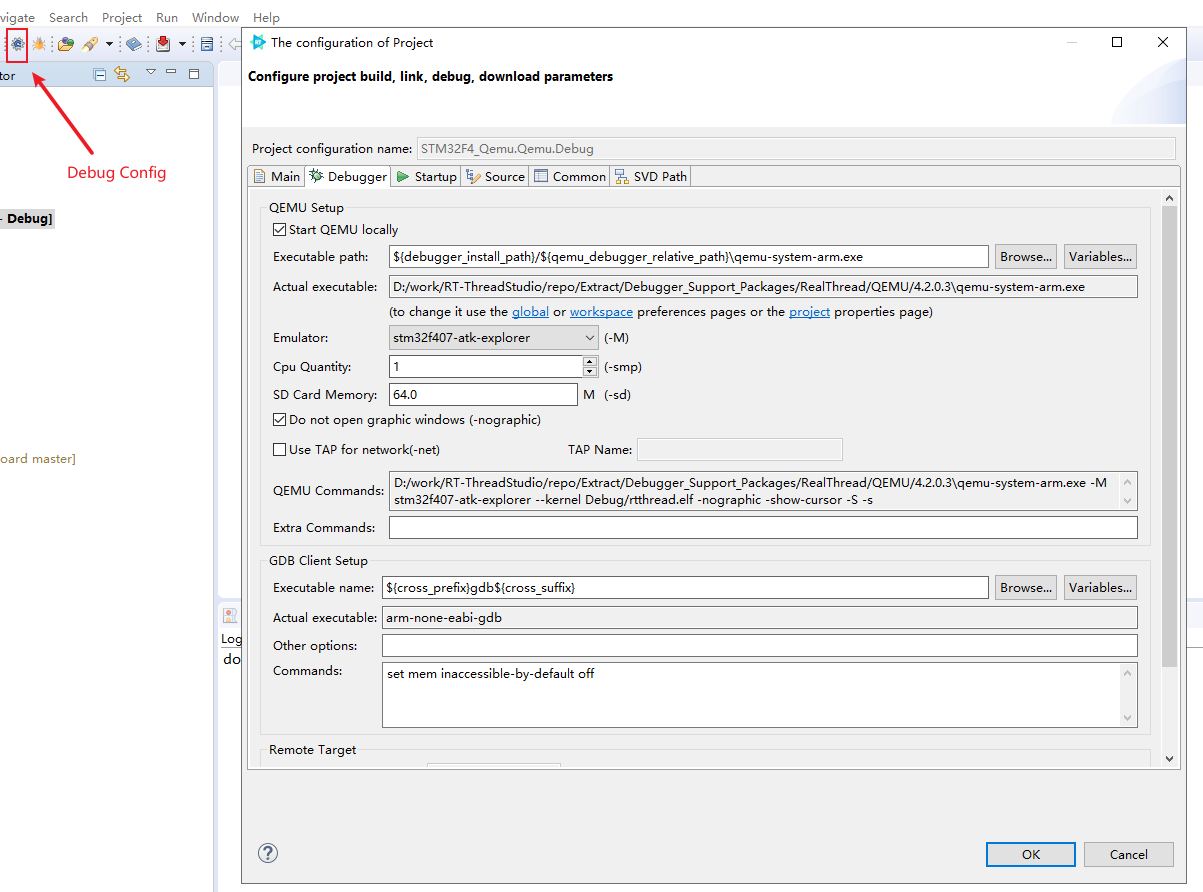 vigate Search Project Run Window Help
tor
Debug Config
- Debug]
oard master]
Log
do
The configuration of Project
Configure project build, link, debug, download parameters
Project configuration name: STM32F4_Qemu.Qemu.Debug
Main Debugger Startup Source Common SVD Path
QEMU Setup
Start QEMU locally
Executable path: ${debugger_install_path}/${qemu_debugger_relative_path}\qemu-system-arm.exe Browse... Variables...
Actual executable: D:/work/RT-ThreadStudio/repo/Extract/Debugger_Support_Packages/RealThread/QEMU/4.2.0.3\qemu-system-arm.exe
(to change it use the global or workspace preferences pages or the project properties page)
Emulator: stm32f407-atk-explorer (-M)
Cpu Quantity: 1 (-smp)
SD Card Memory: 64.0 M (-sd)
Do not open graphic windows (-nographic)
Use TAP for network(-net) TAP Name:
QEMU Commands: D:/work/RT-ThreadStudio/repo/Extract/Debugger_Support_Packages/RealThread/QEMU/4.2.0.3\qemu-system-arm.exe -M
stm32f407-atk-explorer --kernel Debug/rtthread.elf -nographic -show-cursor -S -s
Extra Commands:
GDB Client Setup
Executable name: ${cross_prefix}gdb${cross_suffix} Browse... Variables...
Actual executable: arm-none-eabi-gdb
Other options:
Commands: set mem inaccessible-by-default off
Remote Target
OK Cancel